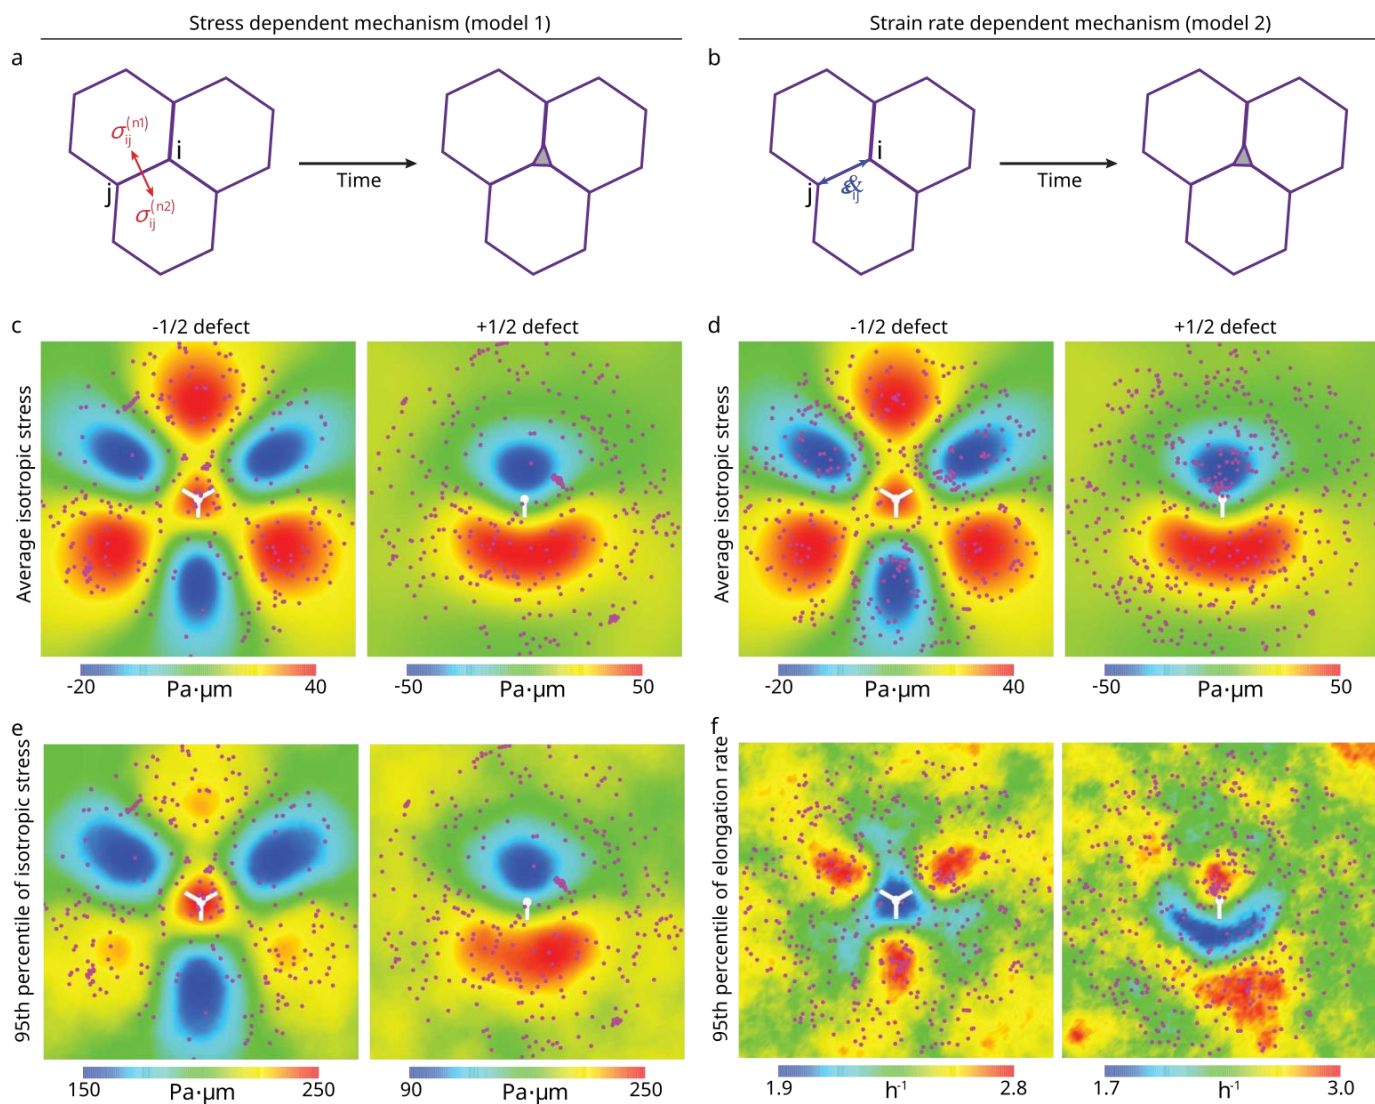 Stress dependent mechanism (model 1)
Strain rate dependent mechanism (model 2)
a
b
σij(n1)
i
j
σij(n2)
Time
i
j
ij
Time
c
-1/2 defect
+1/2 defect
d
-1/2 defect
+1/2 defect
Average isotropic stress
Average isotropic stress
-20
Pa·µm
40
-50
Pa·µm
50
-20
Pa·µm
40
-50
Pa·µm
50
e
f
95th percentile of isotropic stress
95th percentile of elongation rate
150
Pa·µm
250
90
Pa·µm
250
1.9
h-1
2.8
1.7
h-1
3.0